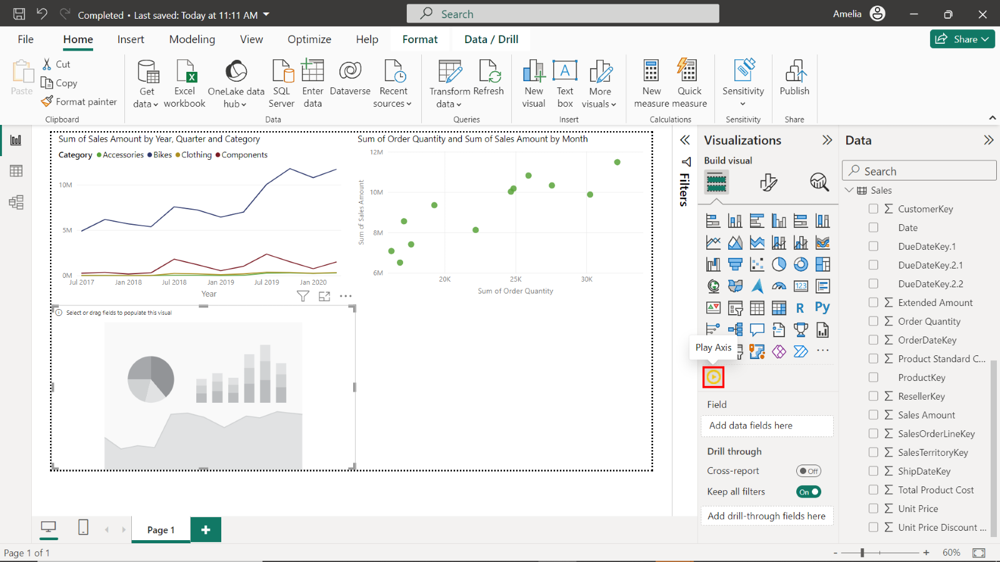 Completed • Last saved: Today at 11:11 AM
Search
Amelia
File Home Insert Modeling View Optimize Help Format Data / Drill
Share
Paste
Cut
Copy
Format painter
Clipboard
Get data
Excel workbook
OneLake data hub
SQL Server
Enter data
Dataverse
Recent sources
Data
Transform data
Refresh
Queries
New visual
Text box
More visuals
Insert
New measure
Quick measure
Calculations
Sensitivity
Sensitivity
Publish
Share
Sum of Sales Amount by Year, Quarter and Category
Category Accessories Bikes Clothing Components
10M
5M
0M
Jul 2017 Jan 2018 Jul 2018 Jan 2019 Jul 2019 Jan 2020
Year
Sum of Order Quantity and Sum of Sales Amount by Month
Sum of Sales Amount
12M
10M
8M
6M
20K 25K 30K
Sum of Order Quantity
Select or drag fields to populate this visual
Filters
Visualizations
Build visual
123
R
Py
Play Axis
Field
Add data fields here
Drill through
Cross-report
Off
Keep all filters
On
Add drill-through fields here
Data
Search
Sales
CustomerKey
Date
DueDateKey.1
DueDateKey.2.1
DueDateKey.2.2
Extended Amount
Order Quantity
OrderDateKey
Product Standard C...
ProductKey
ResellerKey
Sales Amount
SalesOrderLineKey
SalesTerritoryKey
ShipDateKey
Total Product Cost
Unit Price
Unit Price Discount ...
Page 1
Page 1 of 1
- + 60%